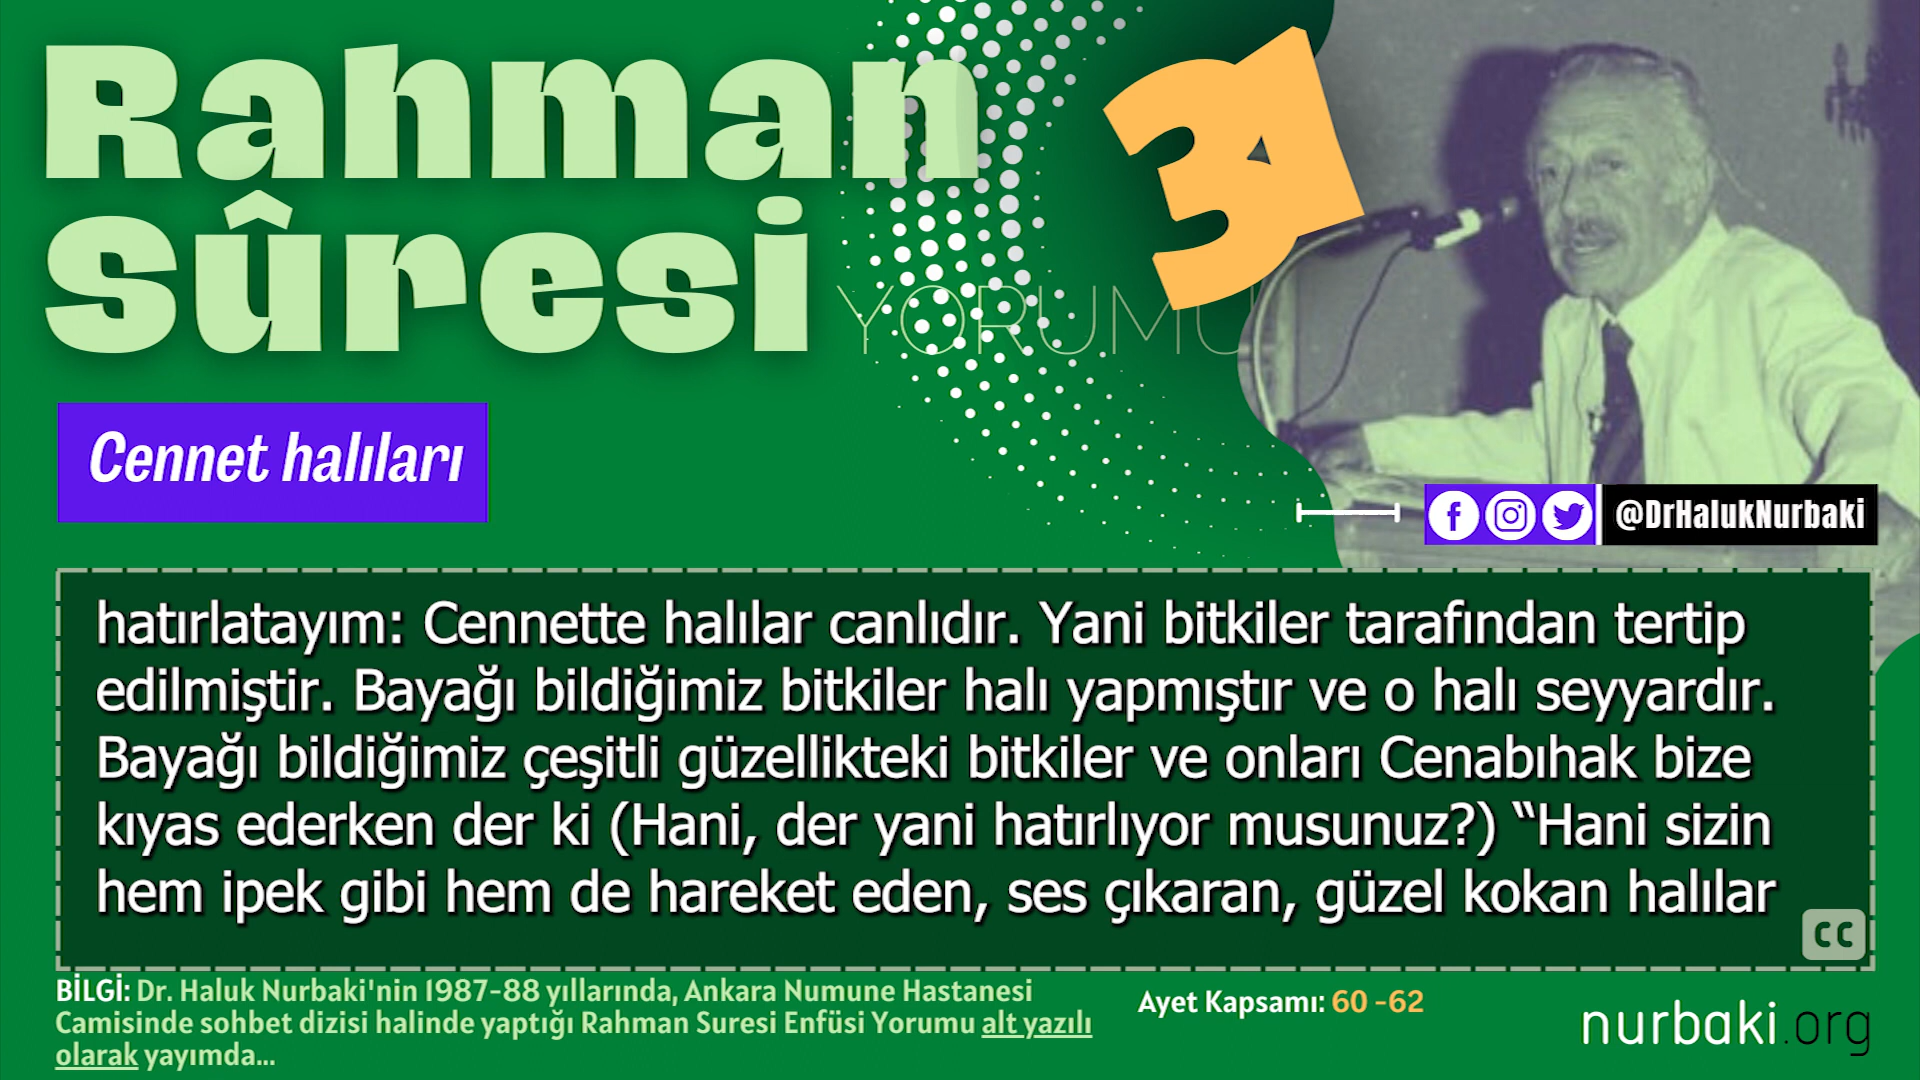 Rahman
Sûresi
YORUMU
34
Cennet halıları
@DrHalukNurbaki
hatırlatayım: Cennette halılar canlıdır. Yani bitkiler tarafından tertip
edilmiştir. Bayağı bildiğimiz bitkiler halı yapmıştır ve o halı seyyardır.
Bayağı bildiğimiz çeşitli güzellikteki bitkiler ve onları Cenabıhak bize
kıyas ederken der ki (Hani, der yani hatırlıyor musunuz?) “Hani sizin
hem ipek gibi hem de hareket eden, ses çıkaran, güzel kokan halılar
CC
BİLGİ: Dr. Haluk Nurbaki'nin 1987-88 yıllarında, Ankara Numune Hastanesi
Camisinde sohbet dizisi halinde yaptığı Rahman Suresi Enfüsi Yorumu alt yazılı
olarak yayımda...
Ayet Kapsamı: 60 -62
nurbaki.org